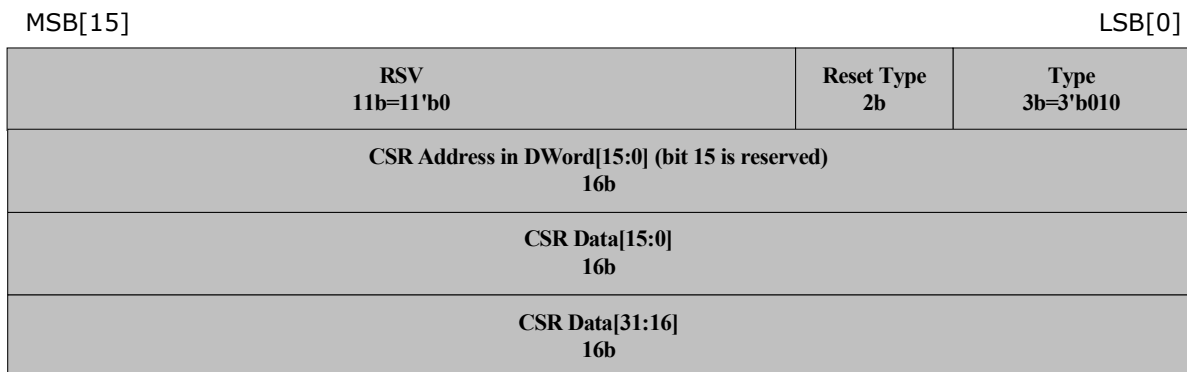 MSB[15] LSB[0]
RSV Reset Type Type
11b=11'b0 2b 3b=3'b010
CSR Address in DWord[15:0] (bit 15 is reserved)
16b
CSR Data[15:0]
16b
CSR Data[31:16]
16b